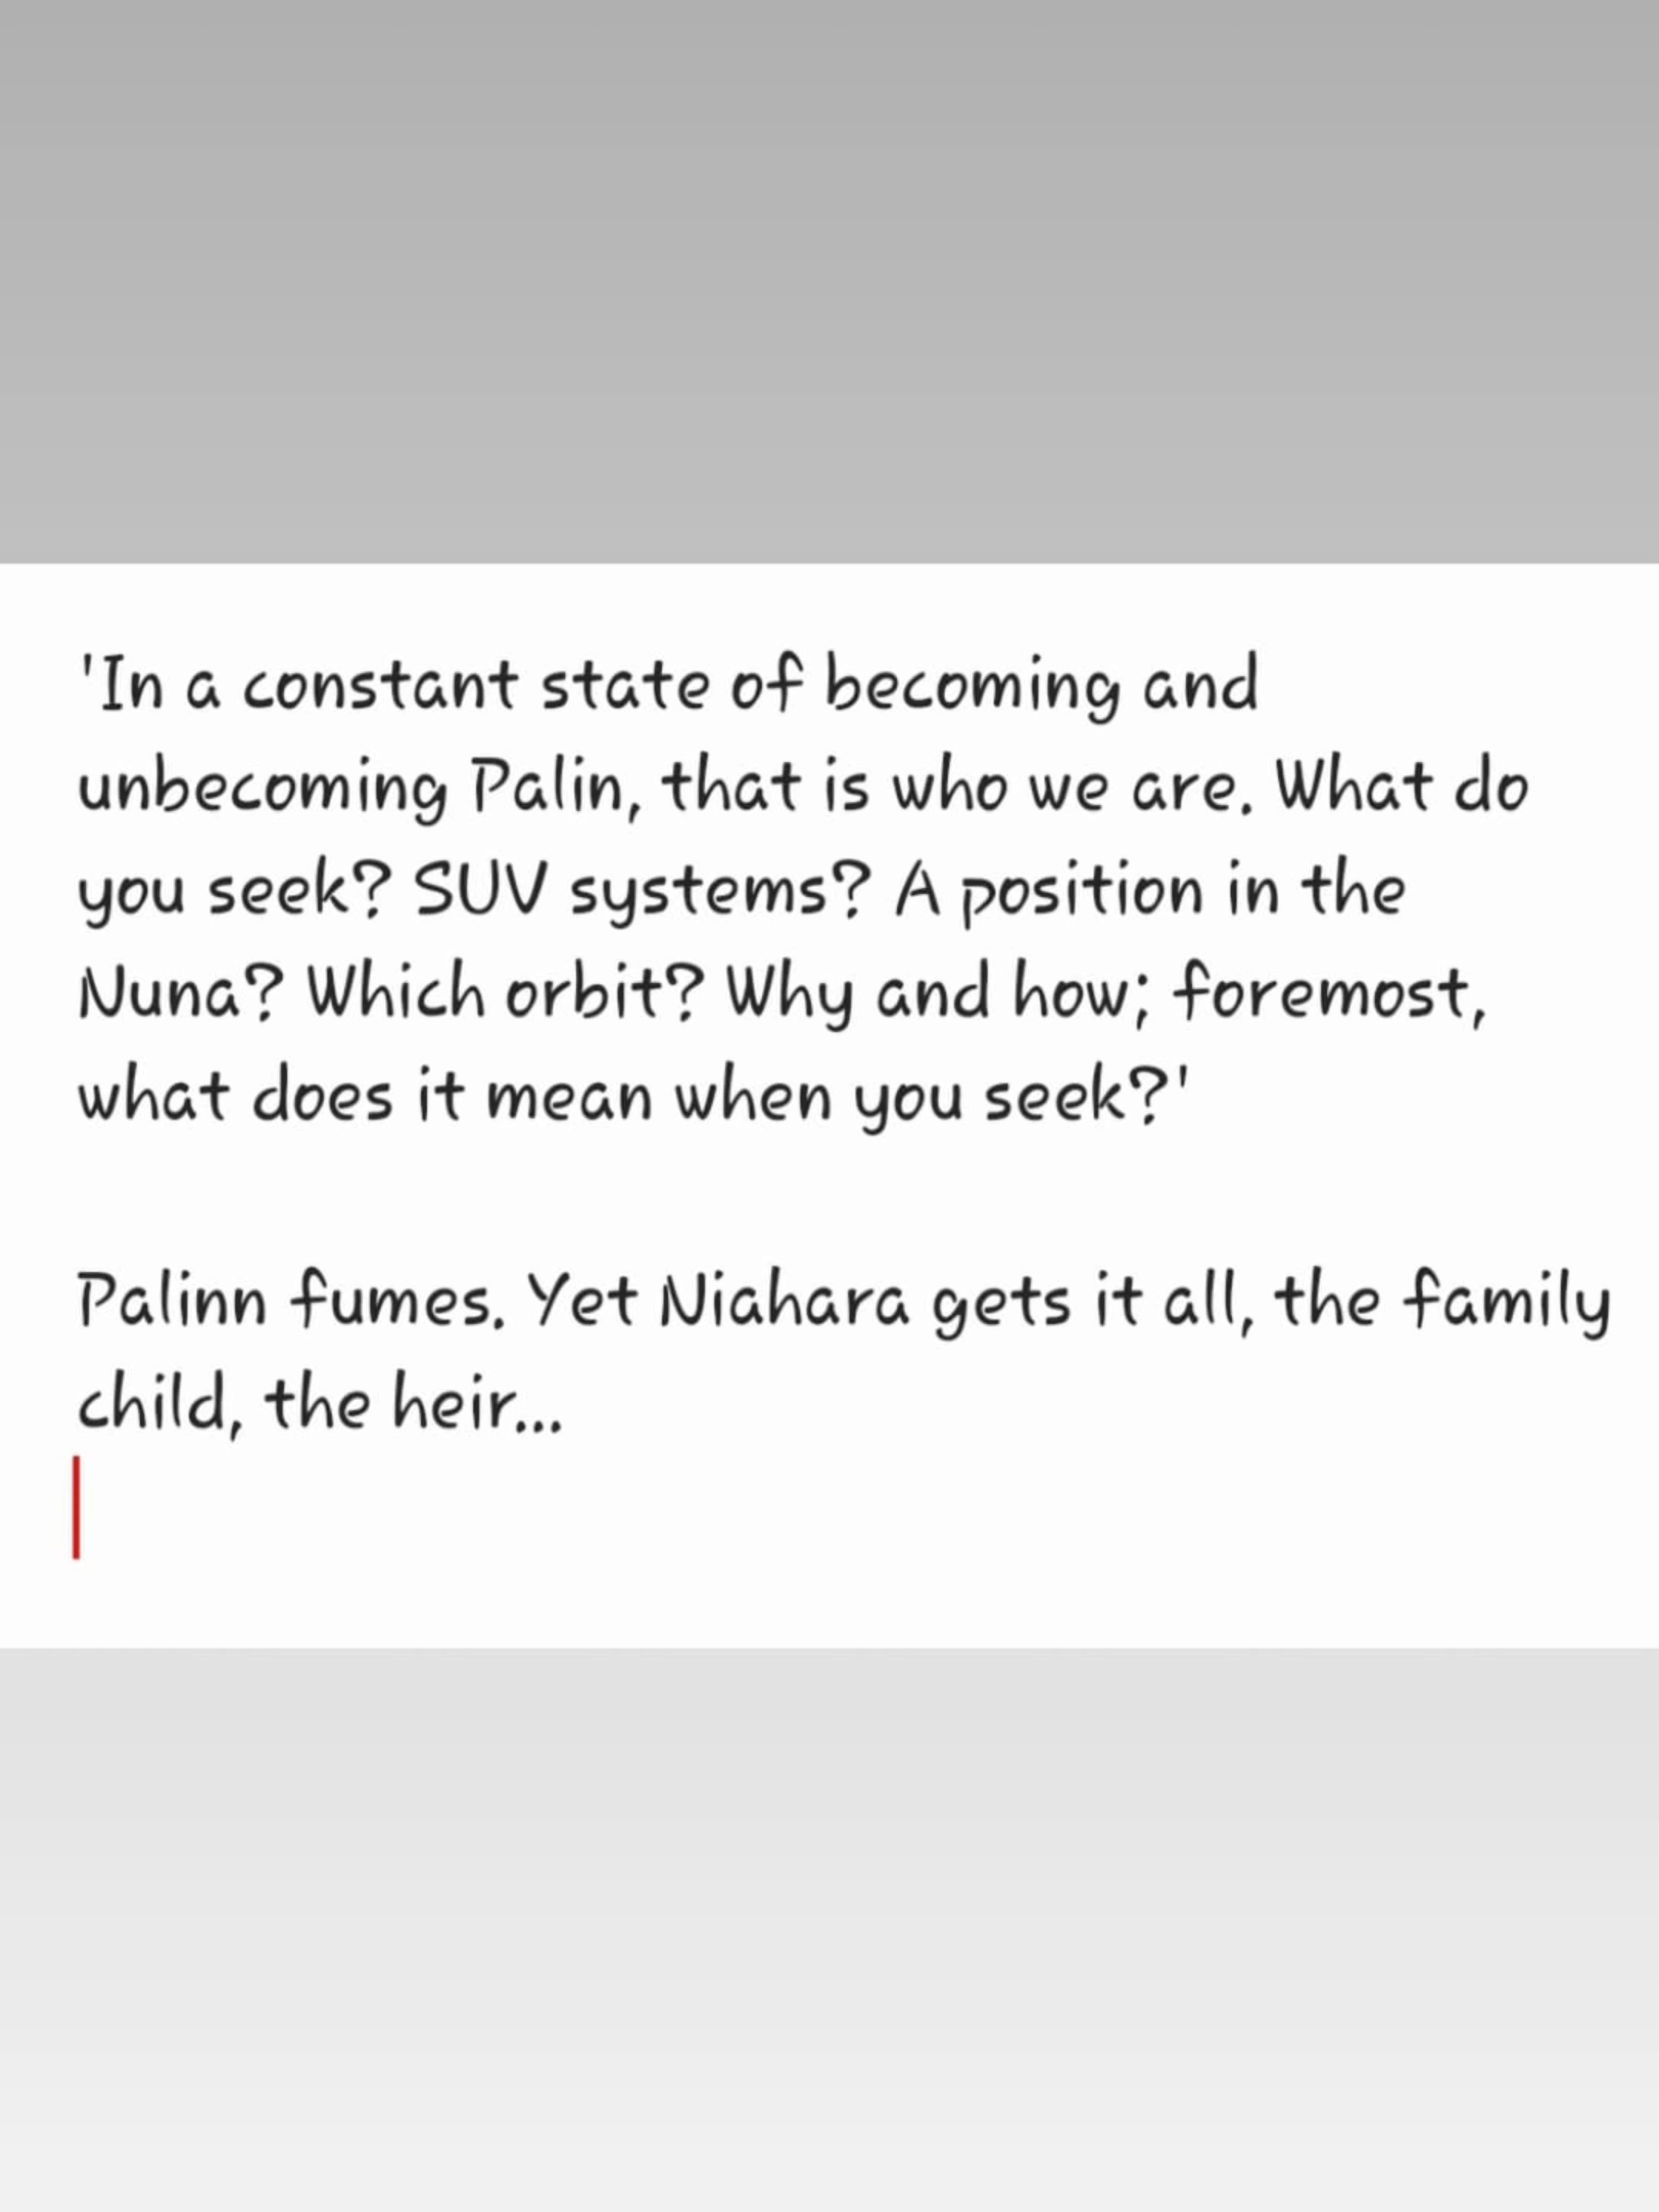 'In a constant state of becoming and
unbecoming Palin, that is who we are. What do
you seek? SUV systems? A position in the
Nuna? Which orbit? Why and how; foremost,
what does it mean when you seek?'
Palinn fumes. Yet Niahara gets it all, the family
child, the heir...